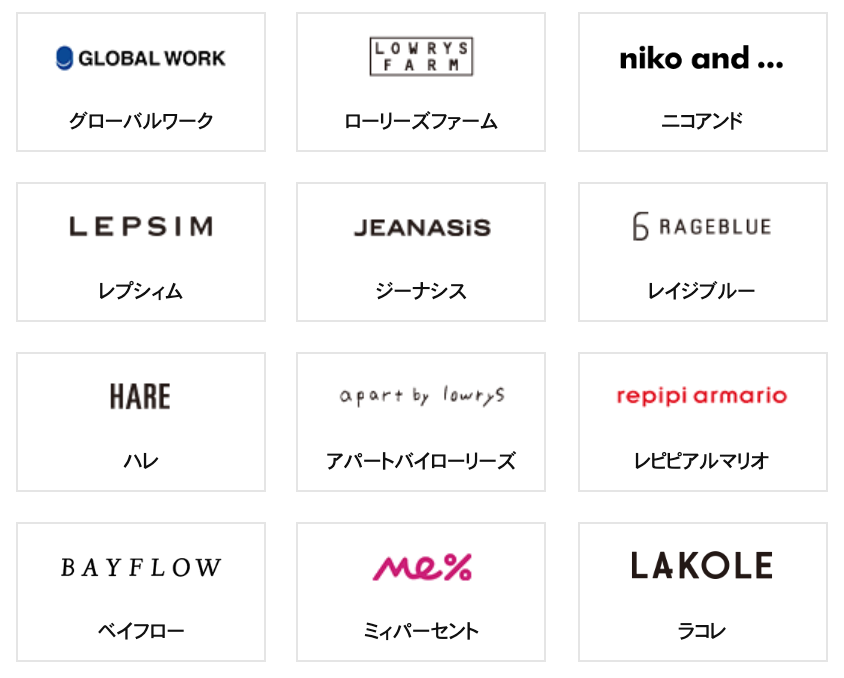 GLOBAL WORK
グローバルワーク
LOWRYS
FARM
ローリーズファーム
niko and ...
ニコアンド
LEPSIM
レプシィム
JEANASiS
ジーナシス
RAGEBLUE
レイジブルー
HARE
ハレ
apart by lowrys
アパートバイローリーズ
repipi armario
レピピアルマリオ
BAYFLOW
ベイフロー
me%
ミィパーセント
LAKOLE
ラコレ